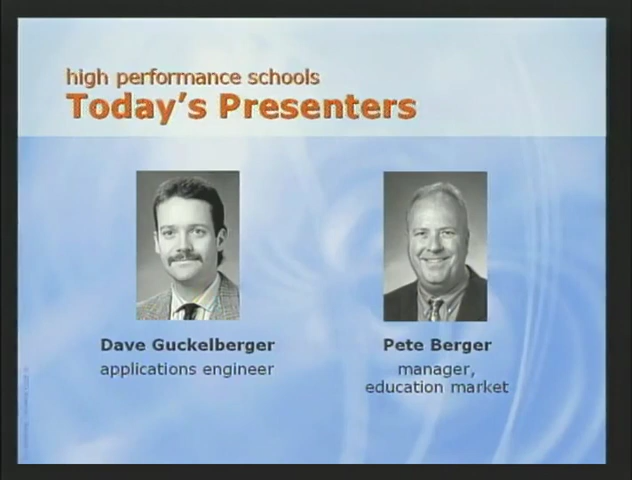 high performance schools
Today's Presenters
Dave Guckelberger
applications engineer
Pete Berger
manager,
education market